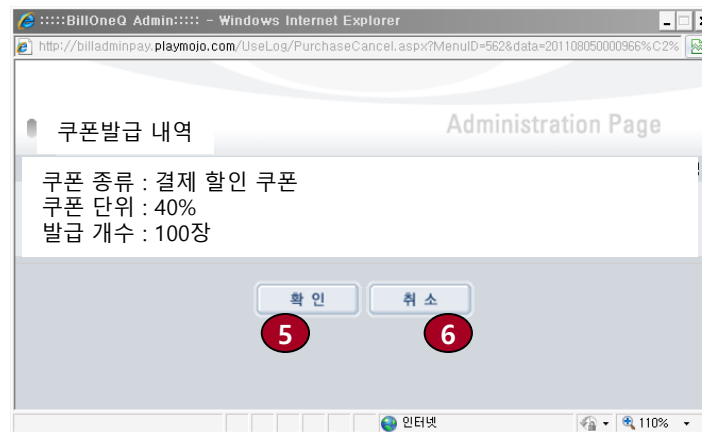 :::::BillOneQ Admin::::: - Windows Internet Explorer
http://billadminpay.playmojo.com/UseLog/PurchaseCancel.aspx?MenuID=562&data=201108050000966%C2%
쿠폰발급 내역
Administration Page
쿠폰 종류 : 결제 할인 쿠폰
쿠폰 단위 : 40%
발급 개수 : 100장
확 인
취 소
5
6
인터넷
110%